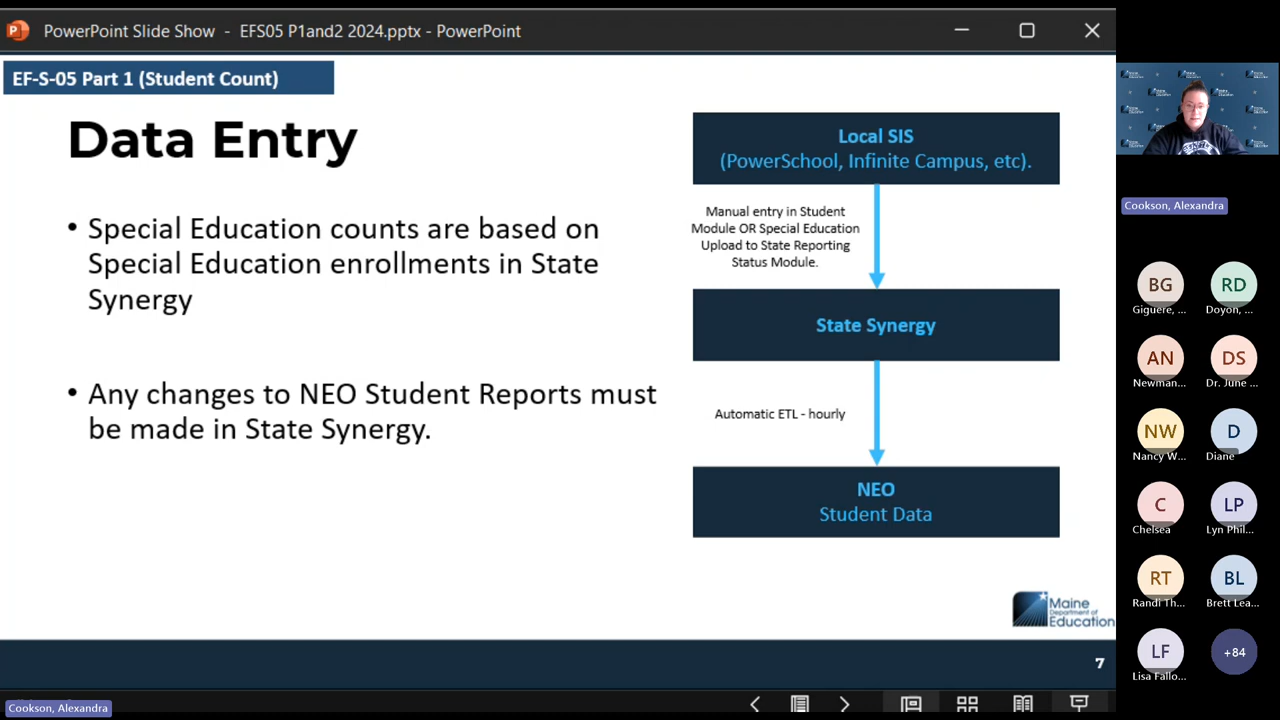 PowerPoint Slide Show - EFS05 P1and2 2024.pptx - PowerPoint
EF-S-05 Part 1 (Student Count)
Data Entry
• Special Education counts are based on
Special Education enrollments in State
Synergy
• Any changes to NEO Student Reports must
be made in State Synergy.
Local SIS
(PowerSchool, Infinite Campus, etc).
Manual entry in Student
Module OR Special Education
Upload to State Reporting
Status Module.
State Synergy
Automatic ETL - hourly
NEO
Student Data
Maine
Department of
Education
7
Cookson, Alexandra
Cookson, Alexandra
BG
Giguere, ...
RD
Doyon, ...
AN
Newman...
DS
Dr. June ...
NW
Nancy W...
D
Diane
C
Chelsea
LP
Lyn Phil...
RT
Randi Th...
BL
Brett Lea...
LF
Lisa Fallo...
+84